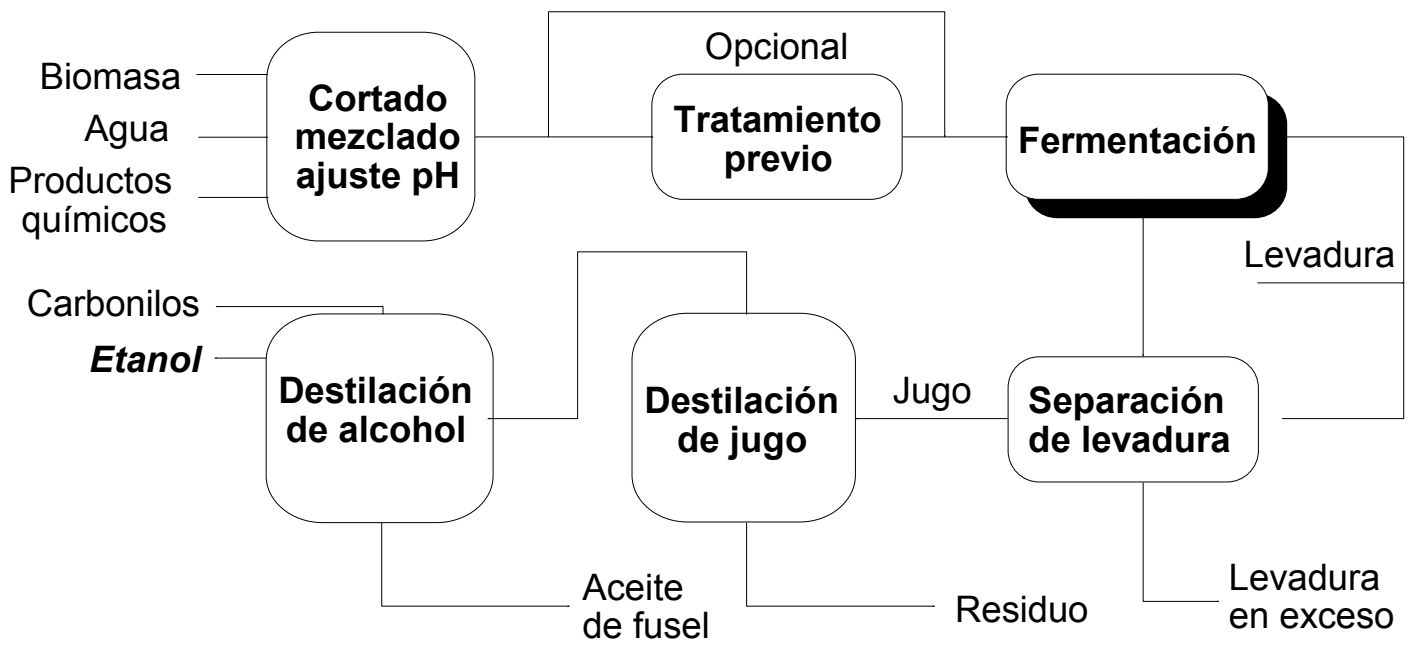 Biomasa
Agua
Productos
químicos
Cortado
mezclado
ajuste pH
Opcional
Tratamiento
previo
Fermentación
Levadura
Carbonilos
Etanol
Destilación
de alcohol
Destilación
de jugo
Jugo
Separación
de levadura
Aceite
de fusel
Residuo
Levadura
en exceso